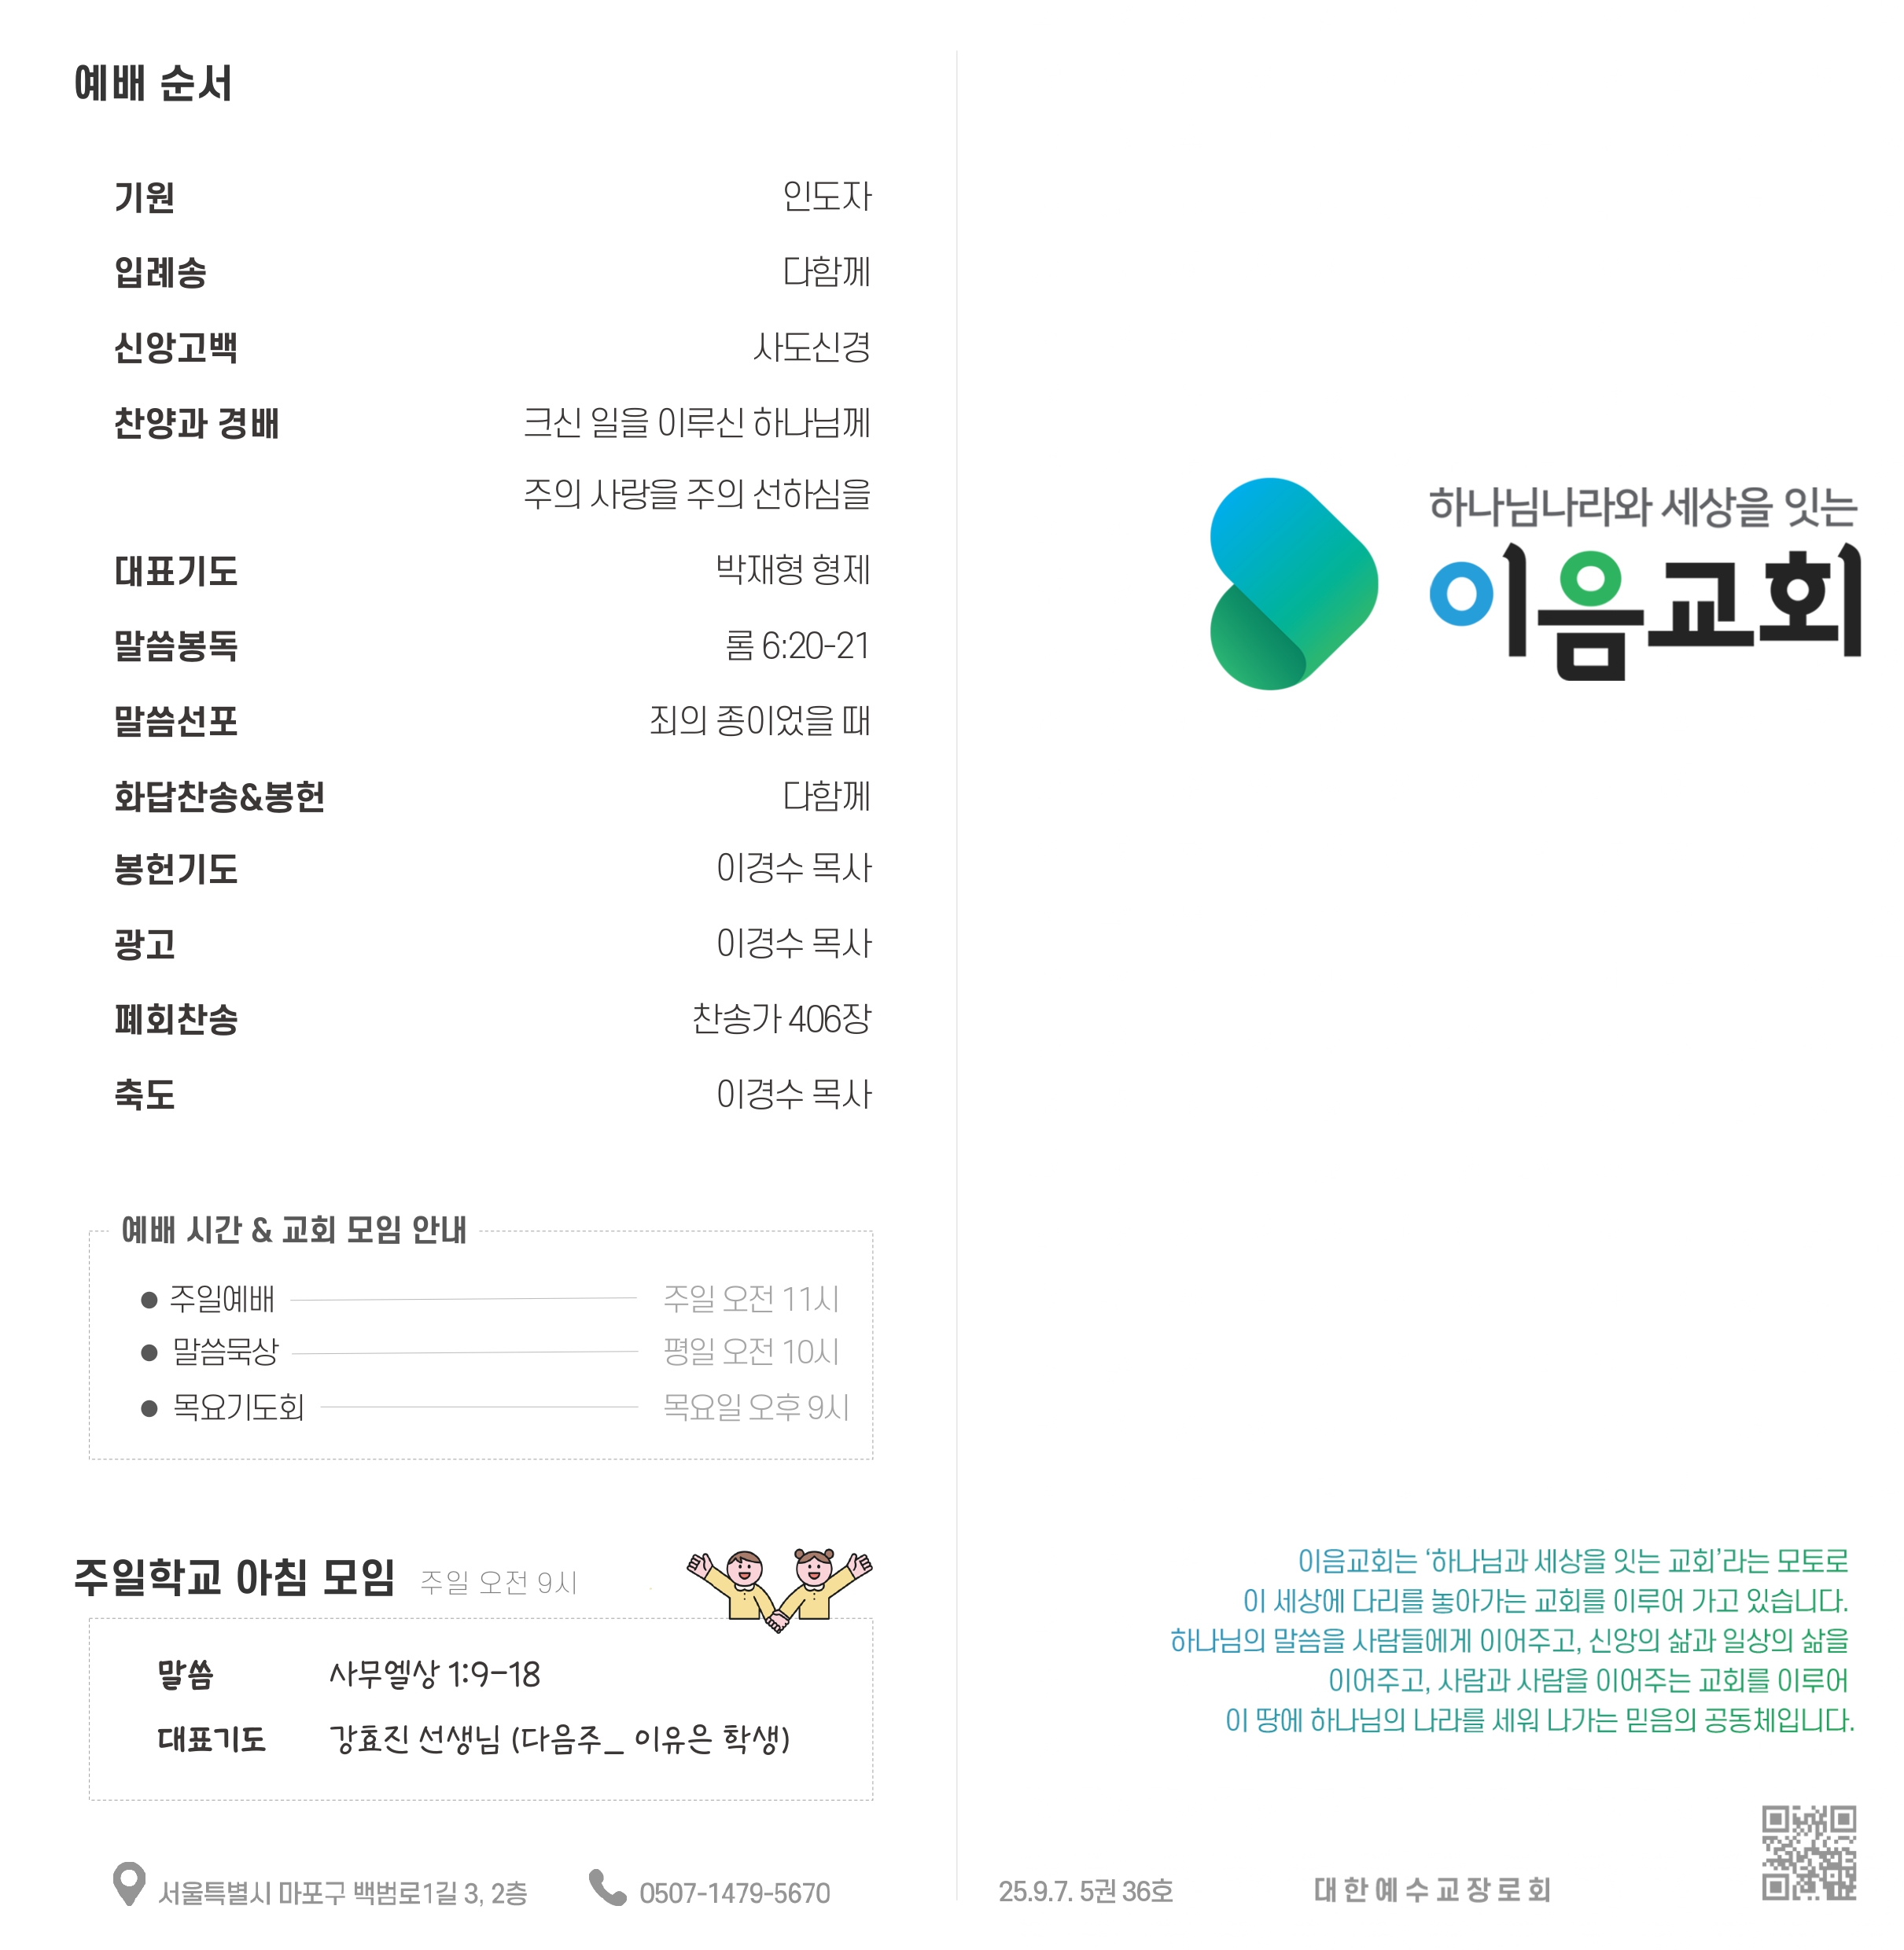 예배 순서
기원 인도자
입례송 다함께
신앙고백 사도신경
찬양과 경배 크신 일을 이루신 하나님께
주의 사랑을 주의 선하심을
대표기도 박재형 형제
말씀봉독 롬 6:20-21
말씀선포 죄의 종이었을 때
화답찬송&봉헌 다함께
봉헌기도 이경수 목사
광고 이경수 목사
폐회찬송 찬송가 406장
축도 이경수 목사
예배 시간 & 교회 모임 안내
● 주일예배 주일 오전 11시
● 말씀묵상 평일 오전 10시
● 목요기도회 목요일 오후 9시
주일학교 아침 모임 주일 오전 9시
말씀 사무엘상 1:9-18
대표기도 강효진 선생님 (다음주_ 이유은 학생)
서울특별시 마포구 백범로1길 3, 2층 0507-1479-5670
하나님나라와 세상을 잇는
이음교회
이음교회는 ‘하나님과 세상을 잇는 교회’라는 모토로
이 세상에 다리를 놓아가는 교회를 이루어 가고 있습니다.
하나님의 말씀을 사람들에게 이어주고, 신앙의 삶과 일상의 삶을
이어주고, 사람과 사람을 이어주는 교회를 이루어
이 땅에 하나님의 나라를 세워 나가는 믿음의 공동체입니다.
25.9.7. 5권 36호 대한예수교장로회